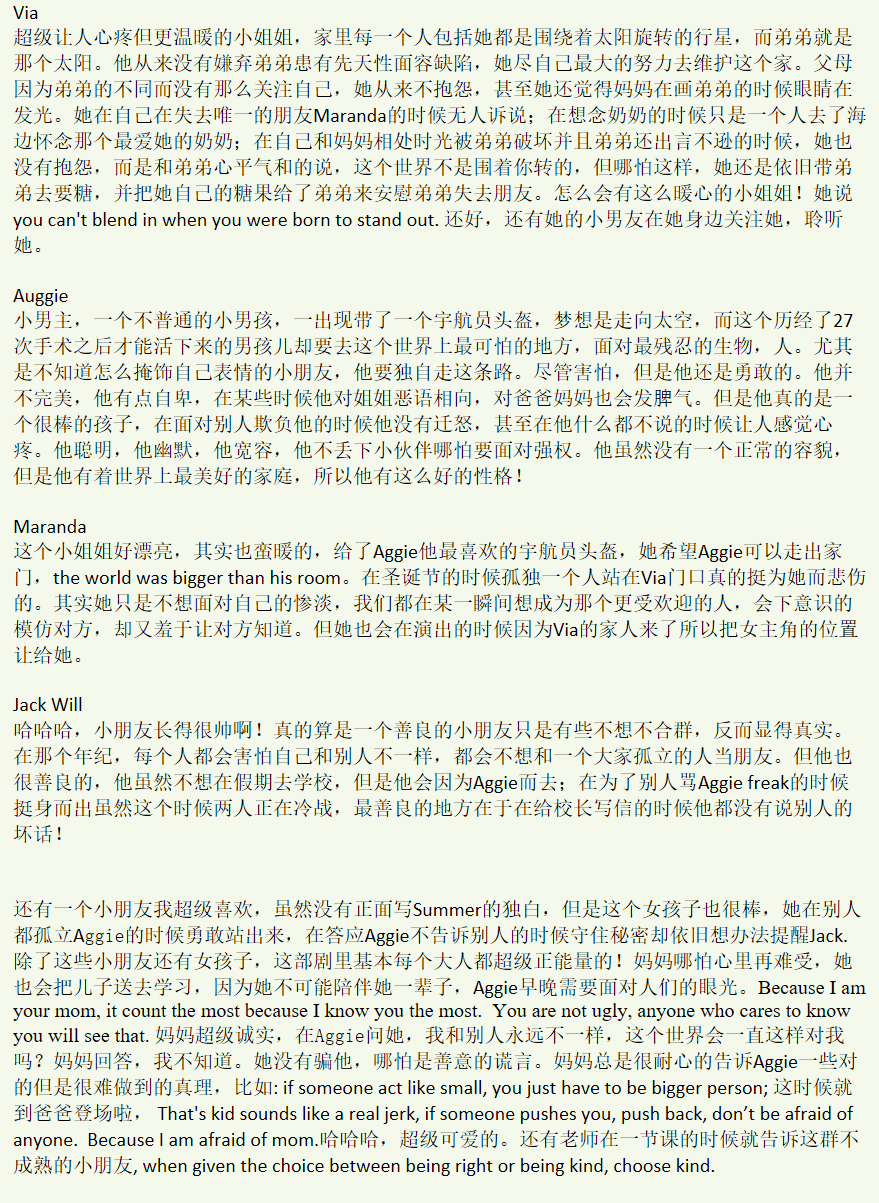 Via
超级让人心疼但更温暖的小姐姐，家里每一个人包括她都是围绕着太阳旋转的行星，而弟弟就是
那个太阳。他从来没有嫌弃弟弟患有先天性面容缺陷，她尽自己最大的努力去维护这个家。父母
因为弟弟的不同而没有那么关注自己，她从来不抱怨，甚至她还觉得妈妈在画弟弟的时候眼睛在
发光。她在自己在失去唯一的朋友Maranda的时候无人诉说；在想念奶奶的时候只是一个人去了海
边怀念那个最爱她的奶奶；在自己和妈妈相处时光被弟弟破坏并且弟弟还出言不逊的时候，她也
没有抱怨，而是和弟弟心平气和的说，这个世界不是围着你转的，但哪怕这样，她还是依旧带弟
弟去要糖，并把她自己的糖果给了弟弟来安慰弟弟失去朋友。怎么会有这么暖心的小姐姐！她说
you can't blend in when you were born to stand out. 还好，还有她的小男友在她身边关注她，聆听
她。
Auggie
小男主，一个不普通的小男孩，一出现带了一个宇航员头盔，梦想是走向太空，而这个历经了27
次手术之后才能活下来的男孩儿却要去这个世界上最可怕的地方，面对最残忍的生物，人。尤其
是不知道怎么掩饰自己表情的小朋友，他要独自走这条路。尽管害怕，但是他还是勇敢的。他并
不完美，他有点自卑，在某些时候他对姐姐恶语相向，对爸爸妈妈也会发脾气。但是他真的是一
个很棒的孩子，在面对别人欺负他的时候他没有迁怒，甚至在他什么都不说的时候让人感觉心
疼。他聪明，他幽默，他宽容，他不丢下小伙伴哪怕要面对强权。他虽然没有一个正常的容貌，
但是他有着世界上最美好的家庭，所以他有这么好的性格！
Maranda
这个小姐姐好漂亮，其实也蛮暖的，给了Aggie他最喜欢的宇航员头盔，她希望Aggie可以走出家
门，the world was bigger than his room。在圣诞节的时候孤独一个人站在Via门口真的挺为她而悲伤
的。其实她只是不想面对自己的惨淡，我们都在某一瞬间想成为那个更受欢迎的人，会下意识的
模仿对方，却又羞于让对方知道。但她也会在演出的时候因为Via的家人来了所以把女主角的位置
让给她。
Jack Will
哈哈哈，小朋友长得很帅啊！真的算是一个善良的小朋友只是有些不想不合群，反而显得真实。
在那个年纪，每个人都会害怕自己和别人不一样，都会不想和一个大家孤立的人当朋友。但他也
很善良的，他虽然不想在假期去学校，但是他会因为Aggie而去；在为了别人骂Aggie freak的时候
挺身而出虽然这个时候两人正在冷战，最善良的地方在于在给校长写信的时候他都没有说别人的
坏话！
还有一个小朋友我超级喜欢，虽然没有正面写Summer的独白，但是这个女孩子也很棒，她在别人
都孤立Aggie的时候勇敢站出来，在答应Aggie不告诉别人的时候守住秘密却依旧想办法提醒Jack.
除了这些小朋友还有女孩子，这部剧里基本每个大人都超级正能量的！妈妈哪怕心里再难受，她
也会把儿子送去学习，因为她不可能陪伴她一辈子，Aggie早晚需要面对人们的眼光。Because I am
your mom, it count the most because I know you the most.  You are not ugly, anyone who cares to know
you will see that. 妈妈超级诚实，在Aggie问她，我和别人永远不一样，这个世界会一直这样对我
吗？妈妈回答，我不知道。她没有骗他，哪怕是善意的谎言。妈妈总是很耐心的告诉Aggie一些对
的但是很难做到的真理，比如: if someone act like small, you just have to be bigger person; 这时候就
到爸爸登场啦， That's kid sounds like a real jerk, if someone pushes you, push back, don’t be afraid of
anyone.  Because I am afraid of mom.哈哈哈，超级可爱的。还有老师在一节课的时候就告诉这群不
成熟的小朋友, when given the choice between being right or being kind, choose kind.